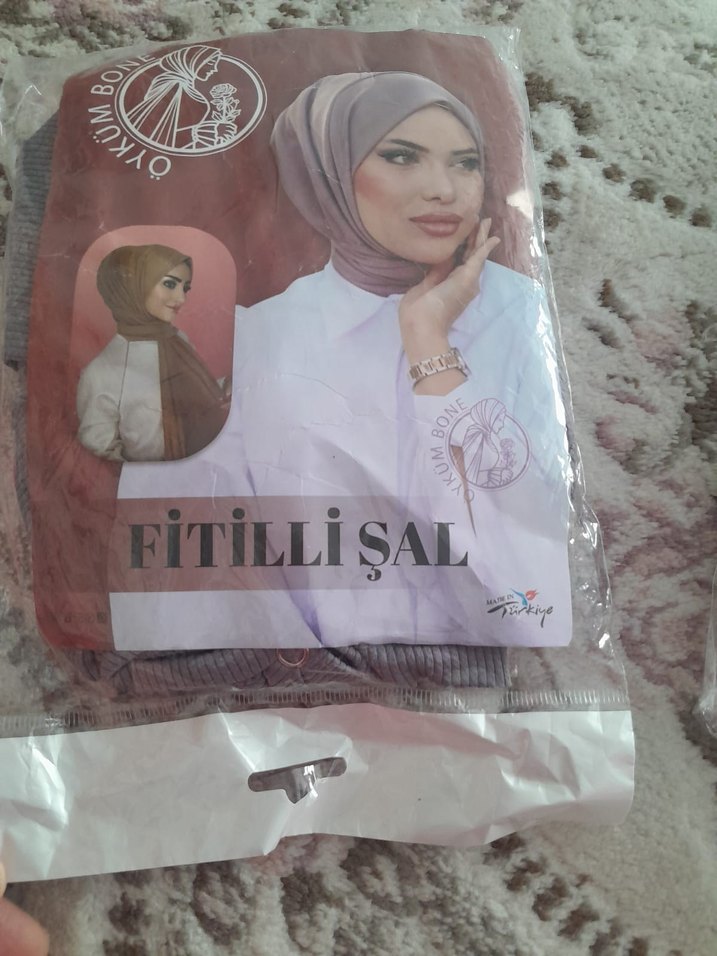 ÖYKÜM BONE
ÖYKÜM BONE
FİTİLLİ ŞAL
MADE IN
Türkiye